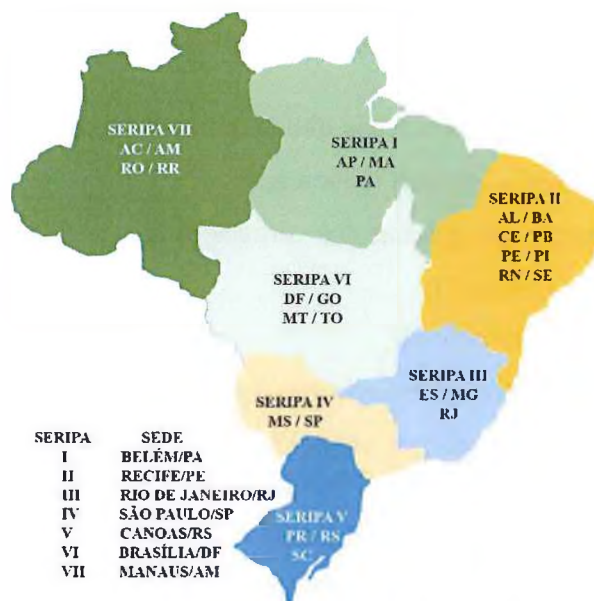 SERIPA VII
AC / AM
RO / RR
SERIPA I
AP / MA
PA
SERIPA II
AL / BA
CE / PB
PE / PI
RN / SE
SERIPA VI
DF / GO
MT / TO
SERIPA III
ES / MG
RJ
SERIPA IV
MS / SP
SERIPA V
PR / RS
SC
SERIPA SEDE
I BELÉM/PA
II RECIFE/PE
III RIO DE JANEIRO/RJ
IV SÃO PAULO/SP
V CANOAS/RS
VI BRASÍLIA/DF
VII MANAUS/AM